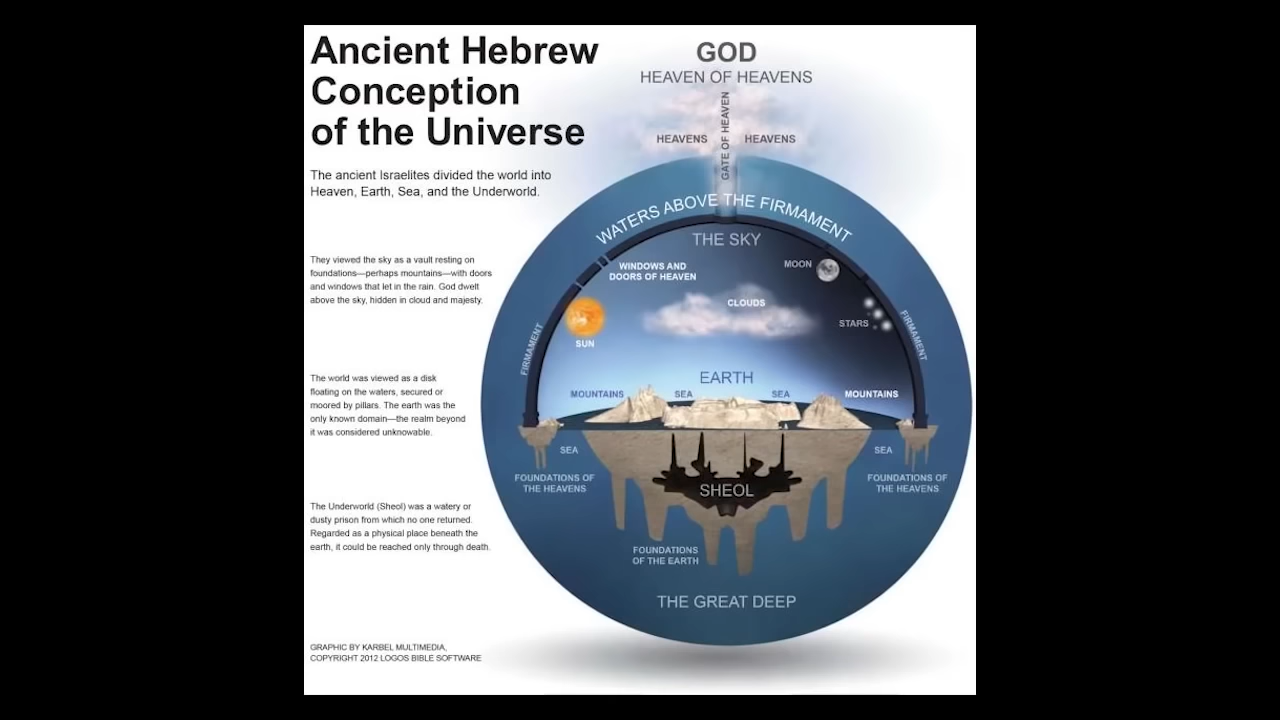 Ancient Hebrew
Conception
of the Universe
The ancient Israelites divided the world into
Heaven, Earth, Sea, and the Underworld.
They viewed the sky as a vault resting on
foundations—perhaps mountains—with doors
and windows that let in the rain. God dwelt
above the sky, hidden in cloud and majesty.
The world was viewed as a disk
floating on the waters, secured or
moored by pillars. The earth was the
only known domain—the realm beyond
it was considered unknowable.
The Underworld (Sheol) was a watery or
dusty prison from which no one returned.
Regarded as a physical place beneath the
earth, it could be reached only through death.
GRAPHIC BY KARBEL MULTIMEDIA,
COPYRIGHT 2012 LOGOS BIBLE SOFTWARE
GOD
HEAVEN OF HEAVENS
GATE OF HEAVEN
HEAVENS
HEAVENS
WATERS ABOVE THE FIRMAMENT
THE SKY
WINDOWS AND
DOORS OF HEAVEN
MOON
CLOUDS
STARS
SUN
FIRMAMENT
FIRMAMENT
EARTH
MOUNTAINS
SEA
SEA
MOUNTAINS
SEA
SEA
FOUNDATIONS OF
THE HEAVENS
FOUNDATIONS OF
THE HEAVENS
SHEOL
FOUNDATIONS
OF THE EARTH
THE GREAT DEEP